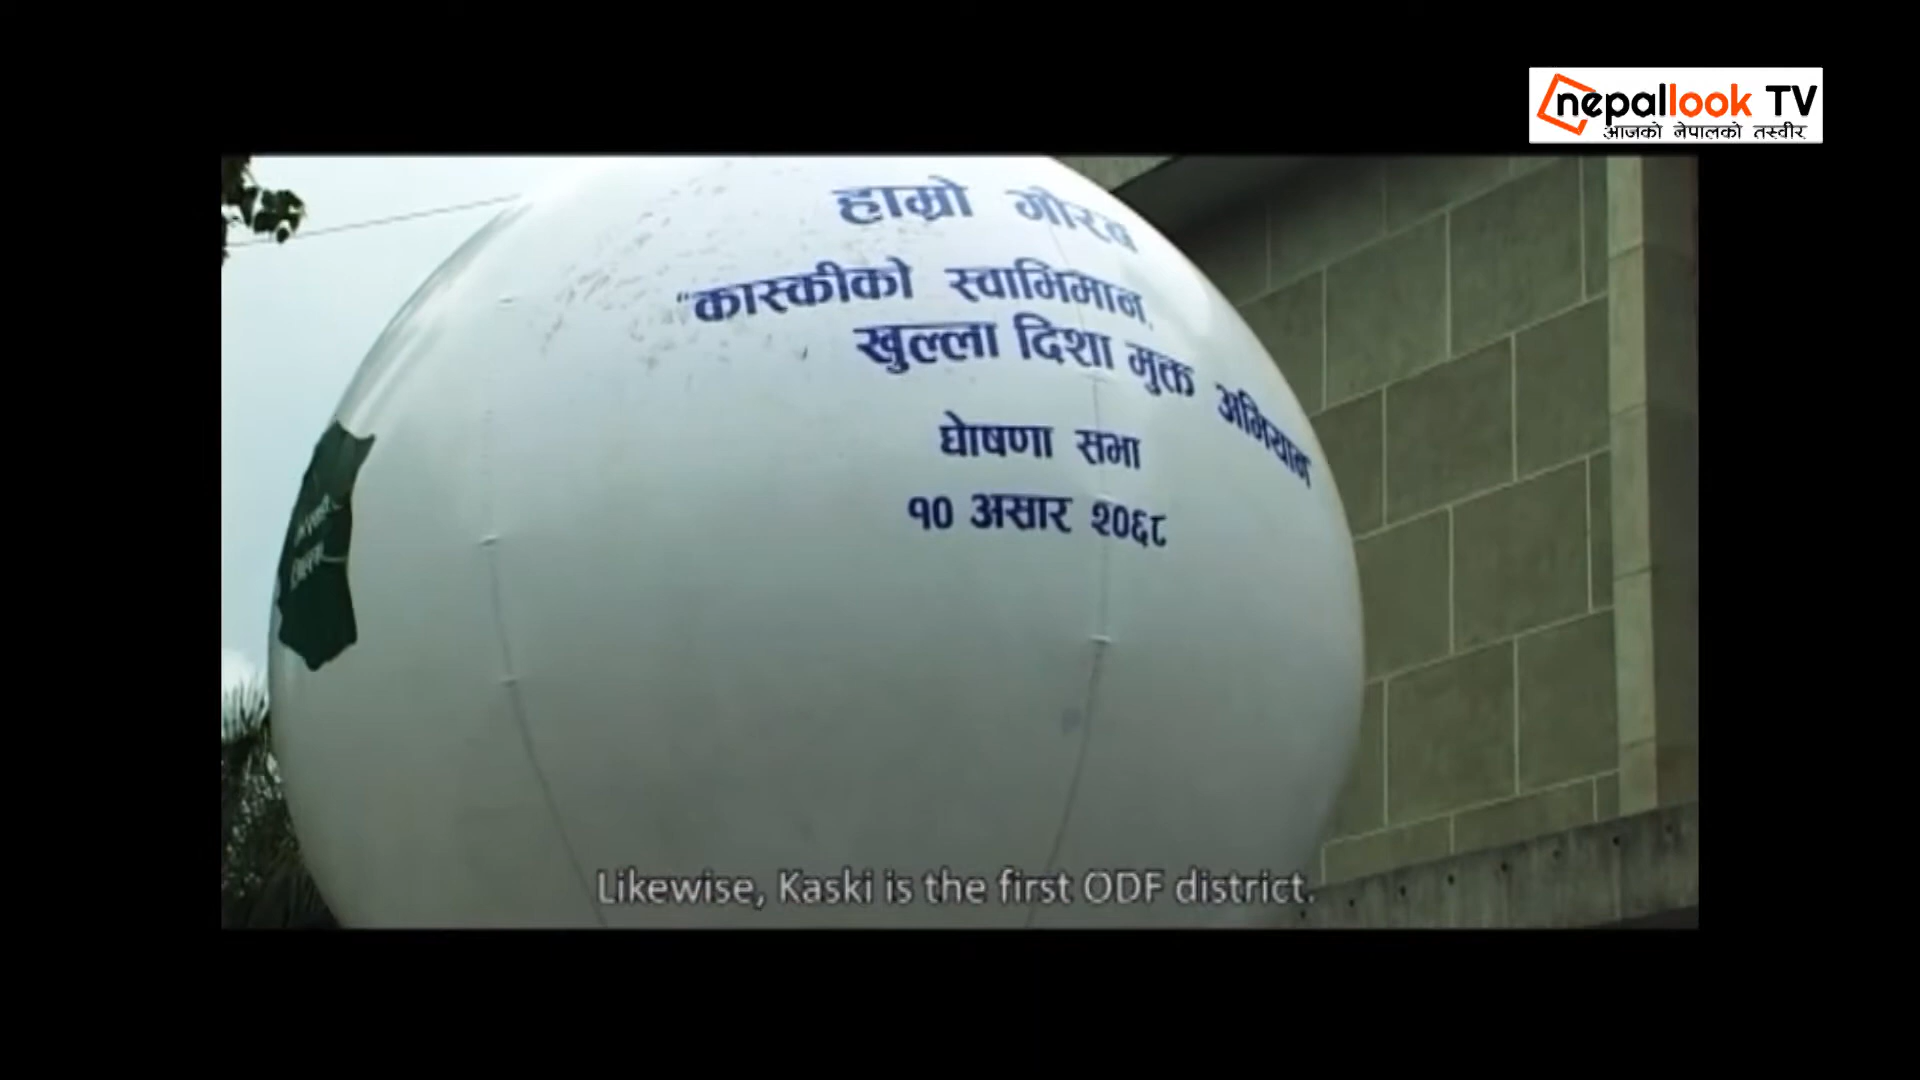 nepallook TV
आजको नेपालको तस्वीर
हाम्रो गौरव
"कास्कीको स्वाभिमान,
खुल्ला दिशा मुक्त अभियान
घोषणा सभा
१० असार २०६८
Likewise, Kaski is the first ODF district.